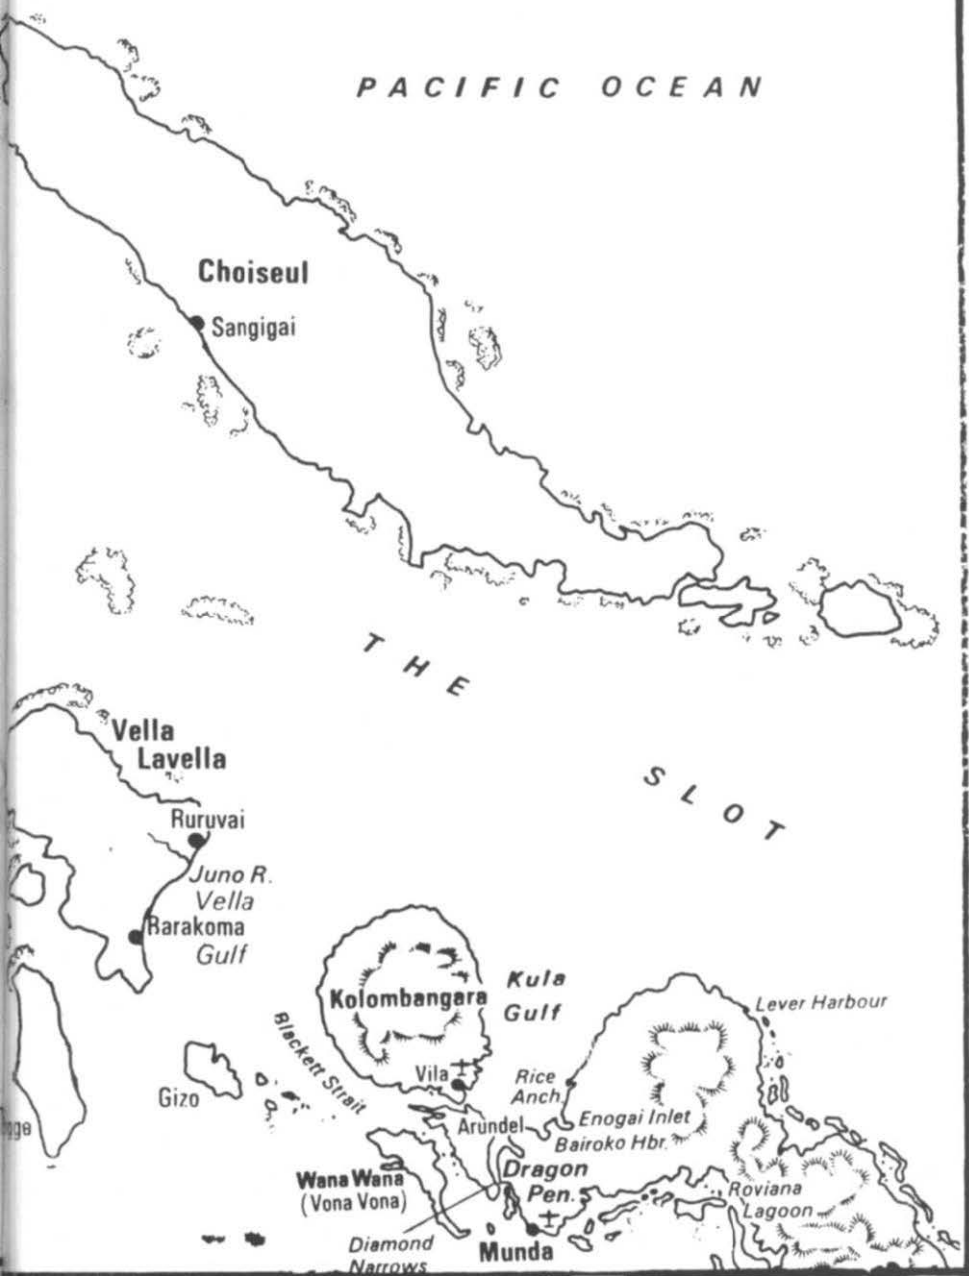 PACIFIC OCEAN
Choiseul
Sangigai
THE
SLOT
Vella
Lavella
Ruruvai
Juno R.
Vella
Barakoma
Gulf
Kolombangara
Kula
Gulf
Lever Harbour
Blackett Strait
Vila
Rice
Anch.
Gizo
Arundel
Enogai Inlet
Bairoko Hbr.
Wana Wana
(Vona Vona)
Dragon
Pen.
Roviana
Lagoon
Diamond
Narrows
Munda